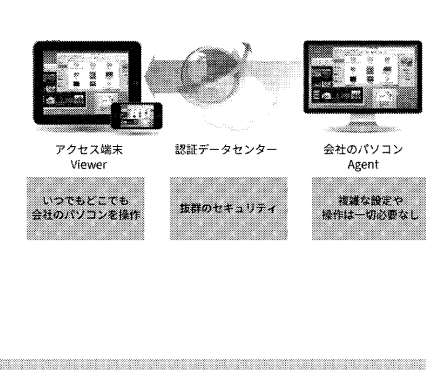 アクセス端末
Viewer
認証データセンター
会社のパソコン
Agent
いつでもどこでも
会社のパソコンを操作
抜群のセキュリティ
複雑な設定や
操作は一切必要なし